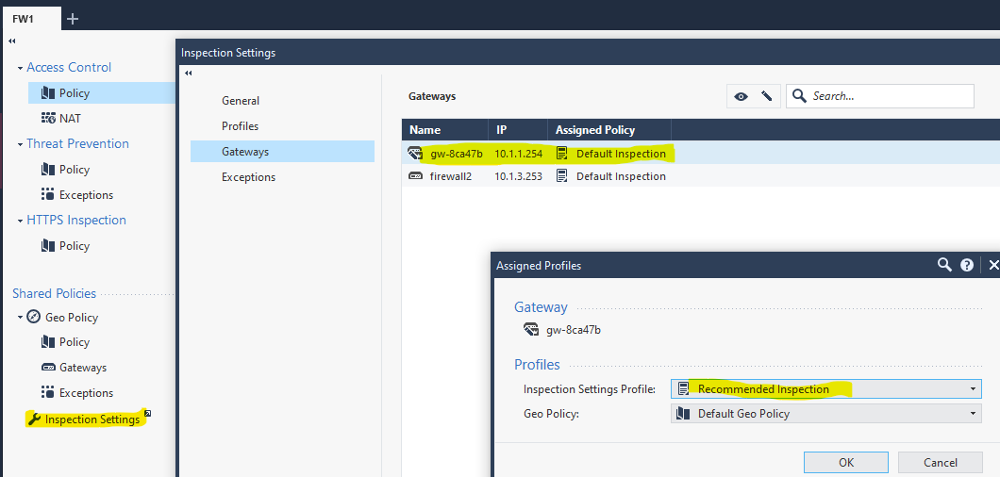 FW1
Access Control
Policy
NAT
Threat Prevention
Policy
Exceptions
HTTPS Inspection
Policy
Shared Policies
Geo Policy
Policy
Gateways
Exceptions
Inspection Settings
Inspection Settings
General
Profiles
Gateways
Exceptions
Gateways
Search...
Name IP Assigned Policy
gw-8ca47b 10.1.1.254 Default Inspection
firewall2 10.1.3.253 Default Inspection
Assigned Profiles
Gateway
gw-8ca47b
Profiles
Inspection Settings Profile: Recommended Inspection
Geo Policy: Default Geo Policy
OK Cancel